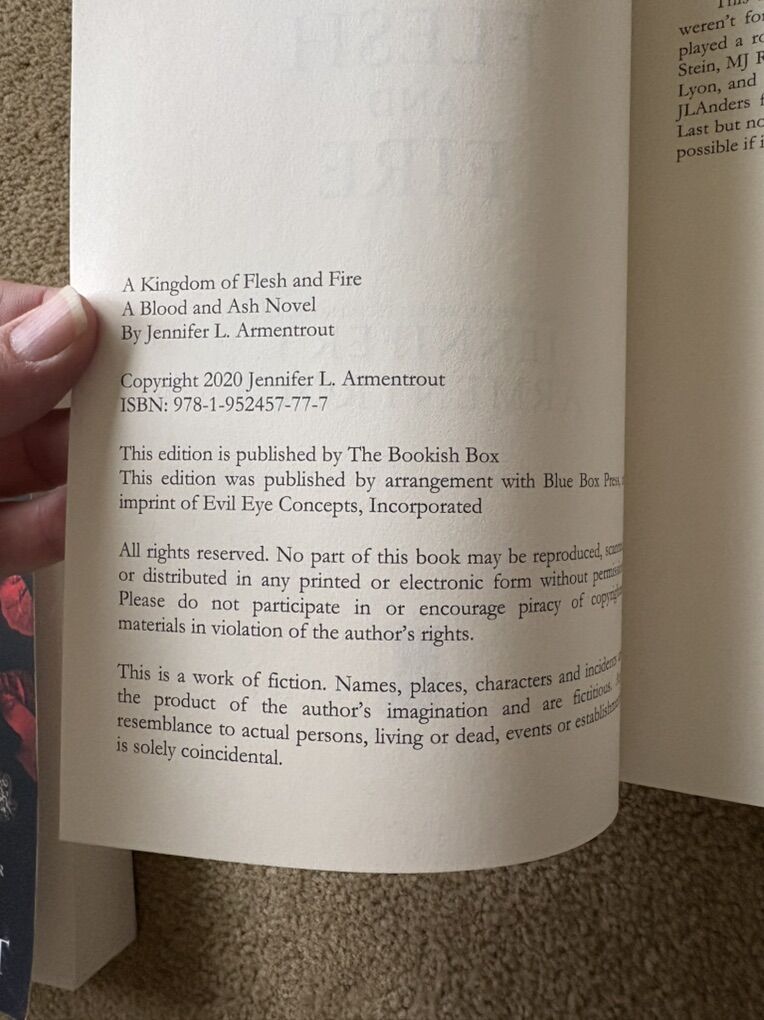 A Kingdom of Flesh and Fire
A Blood and Ash Novel
By Jennifer L. Armentrout
Copyright 2020 Jennifer L. Armentrout
ISBN: 978-1-952457-77-7
This edition is published by The Bookish Box
This edition was published by arrangement with Blue Box Press,
imprint of Evil Eye Concepts, Incorporated
All rights reserved. No part of this book may be reproduced,
or distributed in any printed or electronic form without
Please do not participate in or encourage piracy of
materials in violation of the author's rights.
This is a work of fiction. Names, places, characters and incidents
the product of the author's imagination and are fictitious.
resemblance to actual persons, living or dead, events or
is solely coincidental.
weren't
played a
Stein, MJ
Lyon, and
JLAnders
Last but
possible if